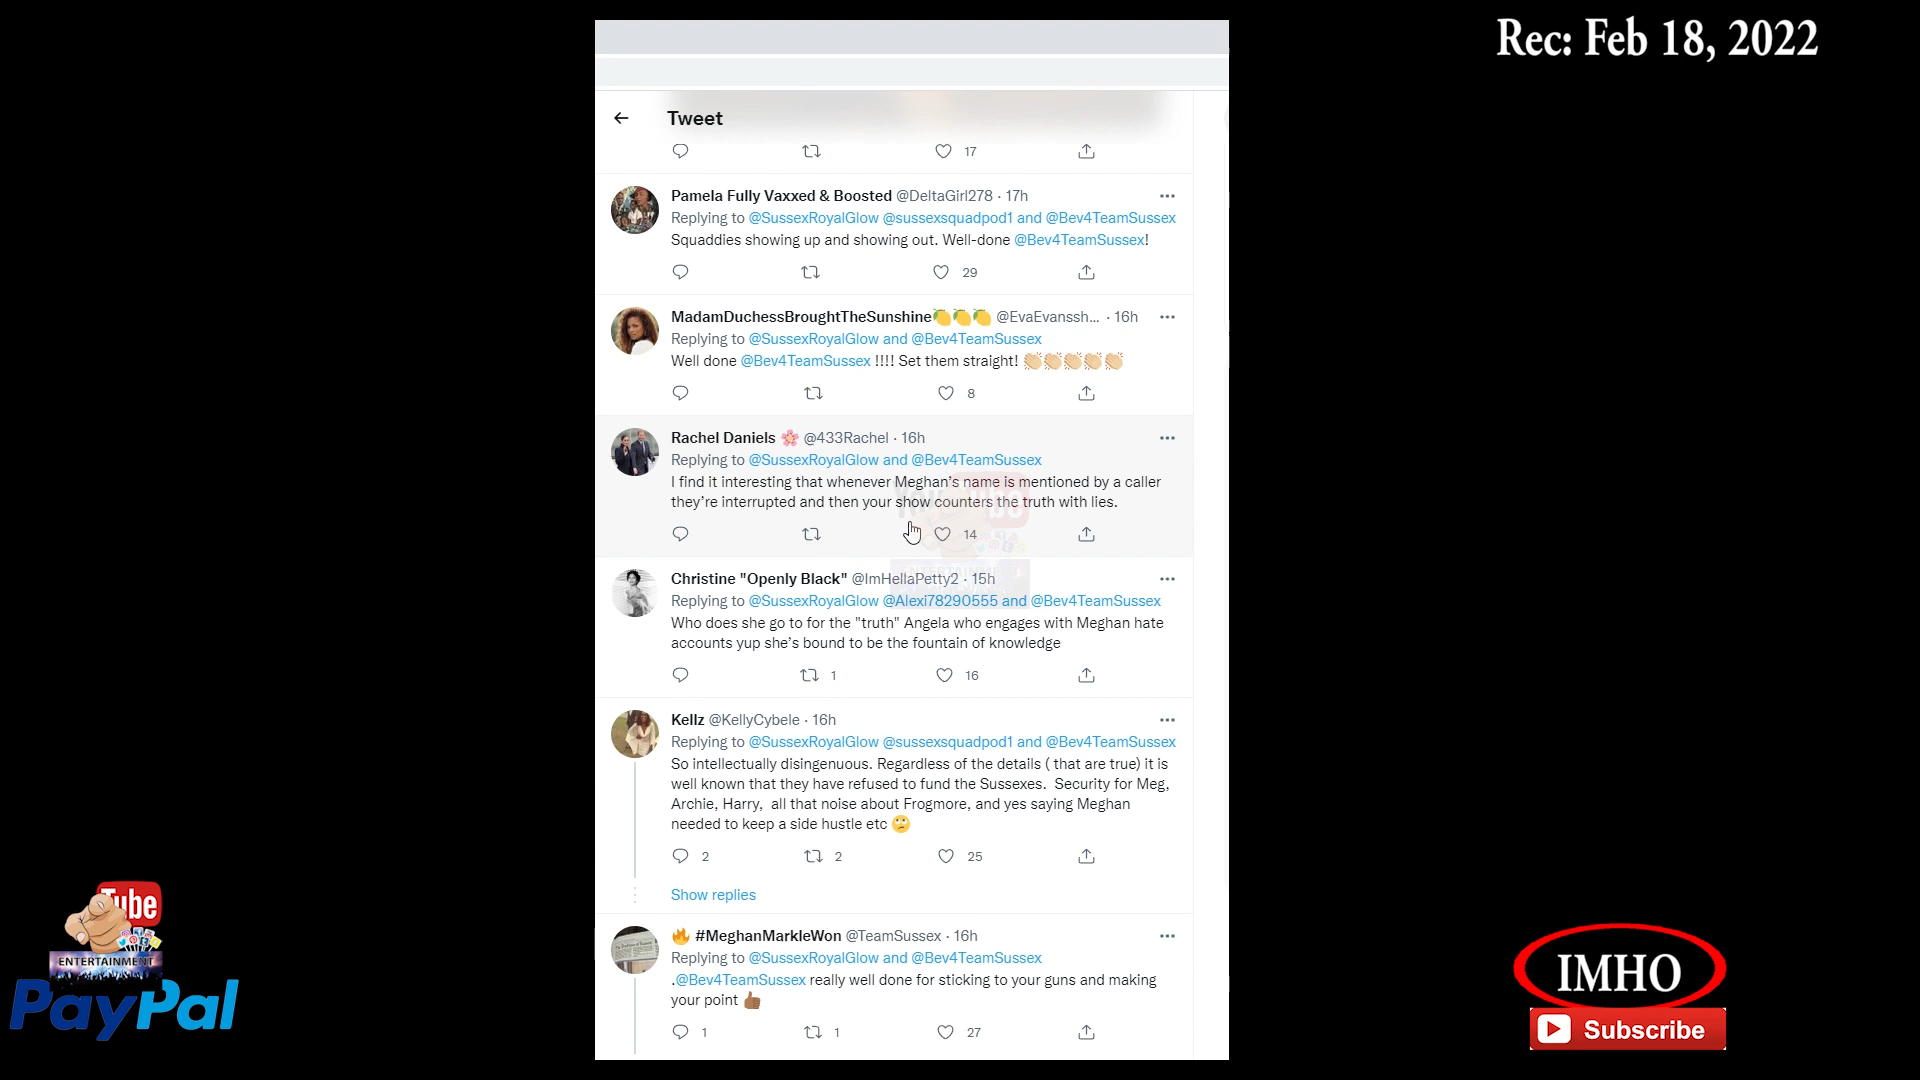 Rec: Feb 18, 2022
Tweet
17
Pamela Fully Vaxxed & Boosted @DeltaGirl278 · 17h
Replying to @SussexRoyalGlow @sussexsquadpod1 and @Bev4TeamSussex
Squaddies showing up and showing out. Well-done @Bev4TeamSussex!
29
MadamDuchessBroughtTheSunshine🍋🍋🍋 @EvaEvanssh... · 16h
Replying to @SussexRoyalGlow and @Bev4TeamSussex
Well done @Bev4TeamSussex !!!! Set them straight! 👏🏼👏🏼👏🏼👏🏼👏🏼
8
Rachel Daniels 🌸 @433Rachel · 16h
Replying to @SussexRoyalGlow and @Bev4TeamSussex
I find it interesting that whenever Meghan's name is mentioned by a caller
they're interrupted and then your show counters the truth with lies.
14
Christine "Openly Black" @ImHellaPetty2 · 15h
Replying to @SussexRoyalGlow @Alexi78290555 and @Bev4TeamSussex
Who does she go to for the "truth" Angela who engages with Meghan hate
accounts yup she's bound to be the fountain of knowledge
1 16
Kellz @KellyCybele · 16h
Replying to @SussexRoyalGlow @sussexsquadpod1 and @Bev4TeamSussex
So intellectually disingenuous. Regardless of the details ( that are true) it is
well known that they have refused to fund the Sussexes.  Security for Meg,
Archie, Harry,  all that noise about Frogmore, and yes saying Meghan
needed to keep a side hustle etc 🙄
2 2 25
Show replies
🔥 #MeghanMarkleWon @TeamSussex · 16h
Replying to @SussexRoyalGlow and @Bev4TeamSussex
.@Bev4TeamSussex really well done for sticking to your guns and making
your point 👍🏾
1 1 27
Tube
ENTERTAINMENT
PayPal
IMHO
Subscribe